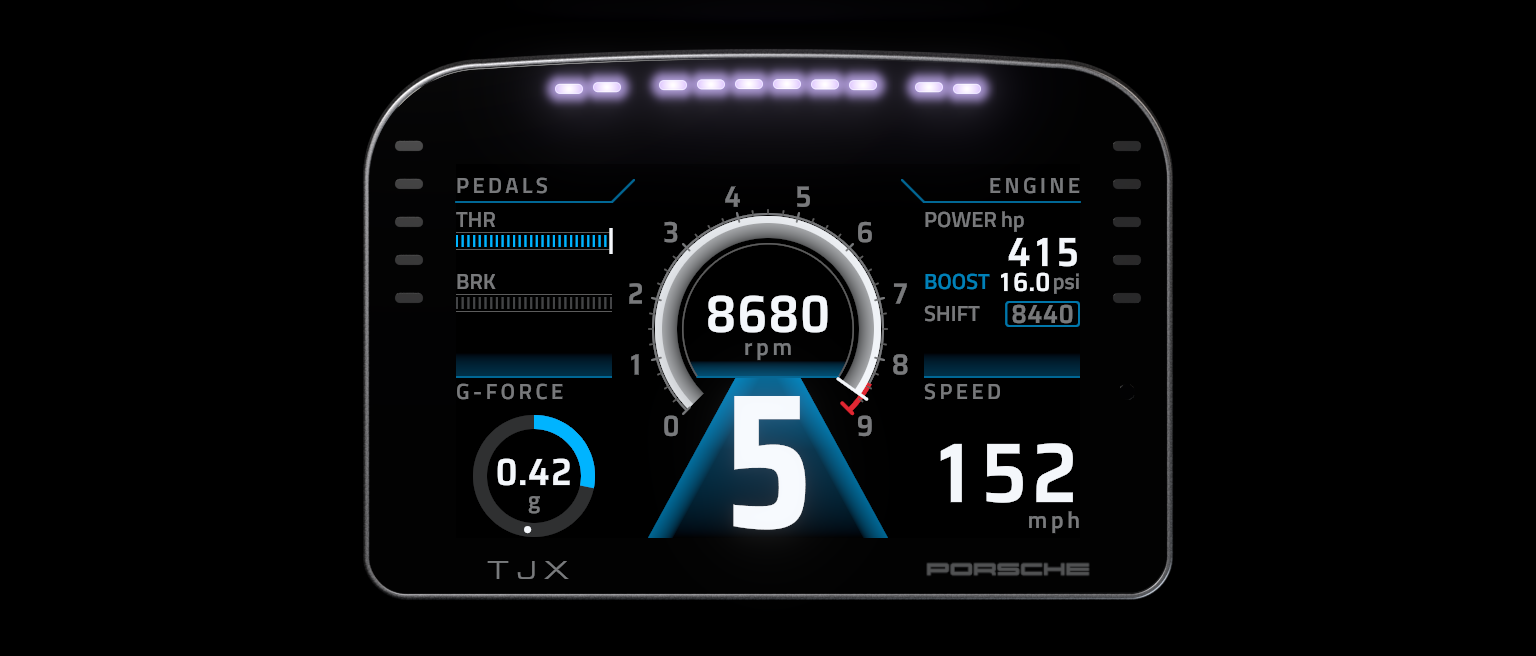 PEDALS
THR
BRK
G-FORCE
0.42
g
TJX
0
1
2
3
4
5
6
7
8
9
8680
rpm
5
ENGINE
POWER hp
415
BOOST 16.0 psi
SHIFT 8440
SPEED
152
mph
PORSCHE